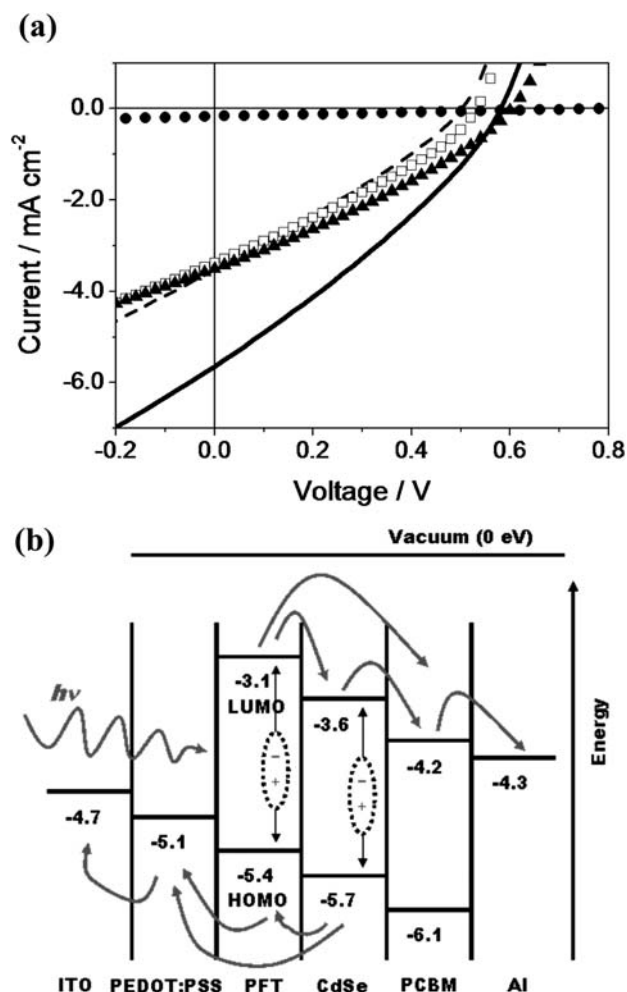 (a)
0.0
-2.0
-4.0
-6.0
Current / mA cm⁻²
-0.2 0.0 0.2 0.4 0.6 0.8
Voltage / V
(b)
Vacuum (0 eV)
hν
-3.1
LUMO
-3.6
-4.2
-4.3
-4.7
-5.1
-5.4
HOMO
-5.7
-6.1
− +
− +
Energy
ITO PEDOT:PSS PFT CdSe PCBM Al